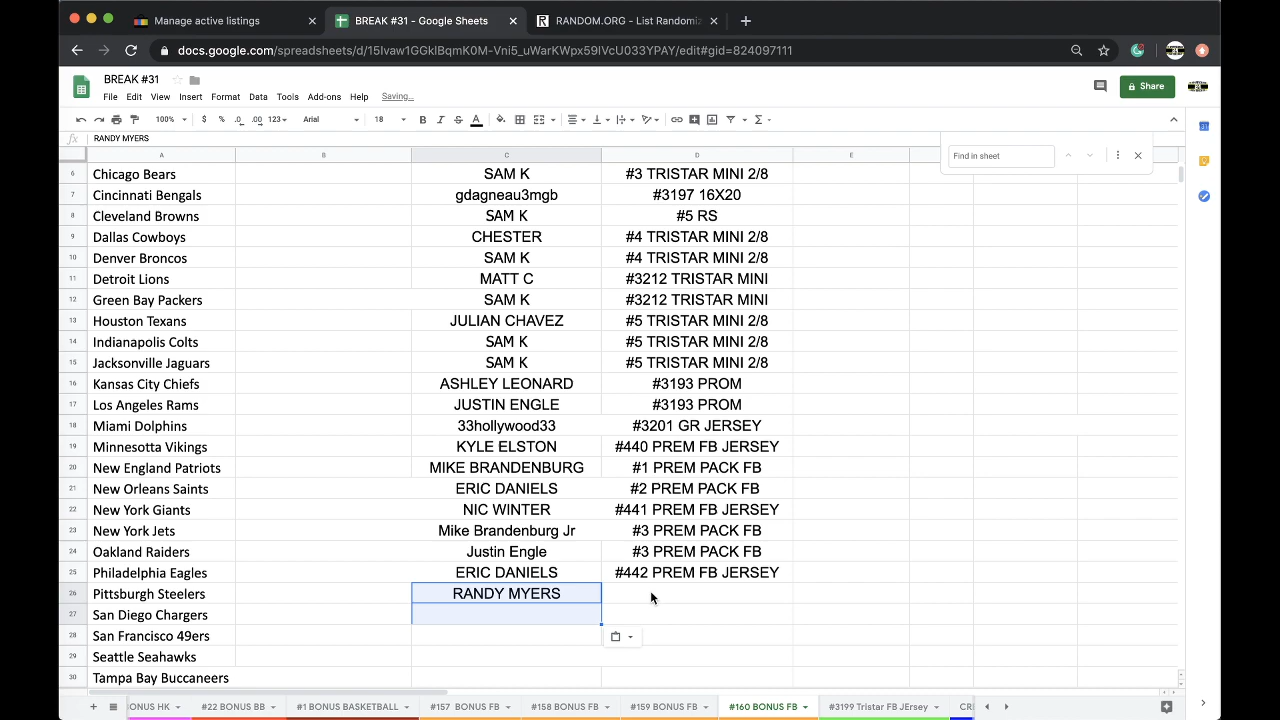 Manage active listings
BREAK #31 - Google Sheets
RANDOM.ORG - List Randomiz
docs.google.com/spreadsheets/d/15Ivaw1GGkIBqmK0M-Vni5_uWarKWpx59IVcU033YPAY/edit#gid=824097111
BREAK #31
File Edit View Insert Format Data Tools Add-ons Help Saving...
Share
100% $ % .0 .00 123 Arial 18 B I S A
fx RANDY MYERS
Find in sheet
A B C D E
6 Chicago Bears SAM K #3 TRISTAR MINI 2/8
7 Cincinnati Bengals gdagneau3mgb #3197 16X20
8 Cleveland Browns SAM K #5 RS
9 Dallas Cowboys CHESTER #4 TRISTAR MINI 2/8
10 Denver Broncos SAM K #4 TRISTAR MINI 2/8
11 Detroit Lions MATT C #3212 TRISTAR MINI
12 Green Bay Packers SAM K #3212 TRISTAR MINI
13 Houston Texans JULIAN CHAVEZ #5 TRISTAR MINI 2/8
14 Indianapolis Colts SAM K #5 TRISTAR MINI 2/8
15 Jacksonville Jaguars SAM K #5 TRISTAR MINI 2/8
16 Kansas City Chiefs ASHLEY LEONARD #3193 PROM
17 Los Angeles Rams JUSTIN ENGLE #3193 PROM
18 Miami Dolphins 33hollywood33 #3201 GR JERSEY
19 Minnesotta Vikings KYLE ELSTON #440 PREM FB JERSEY
20 New England Patriots MIKE BRANDENBURG #1 PREM PACK FB
21 New Orleans Saints ERIC DANIELS #2 PREM PACK FB
22 New York Giants NIC WINTER #441 PREM FB JERSEY
23 New York Jets Mike Brandenburg Jr #3 PREM PACK FB
24 Oakland Raiders Justin Engle #3 PREM PACK FB
25 Philadelphia Eagles ERIC DANIELS #442 PREM FB JERSEY
26 Pittsburgh Steelers RANDY MYERS
27 San Diego Chargers
28 San Francisco 49ers
29 Seattle Seahawks
30 Tampa Bay Buccaneers
ONUS HK #22 BONUS BB #1 BONUS BASKETBALL #157 BONUS FB #158 BONUS FB #159 BONUS FB #160 BONUS FB #3199 Tristar FB JErsey CRE